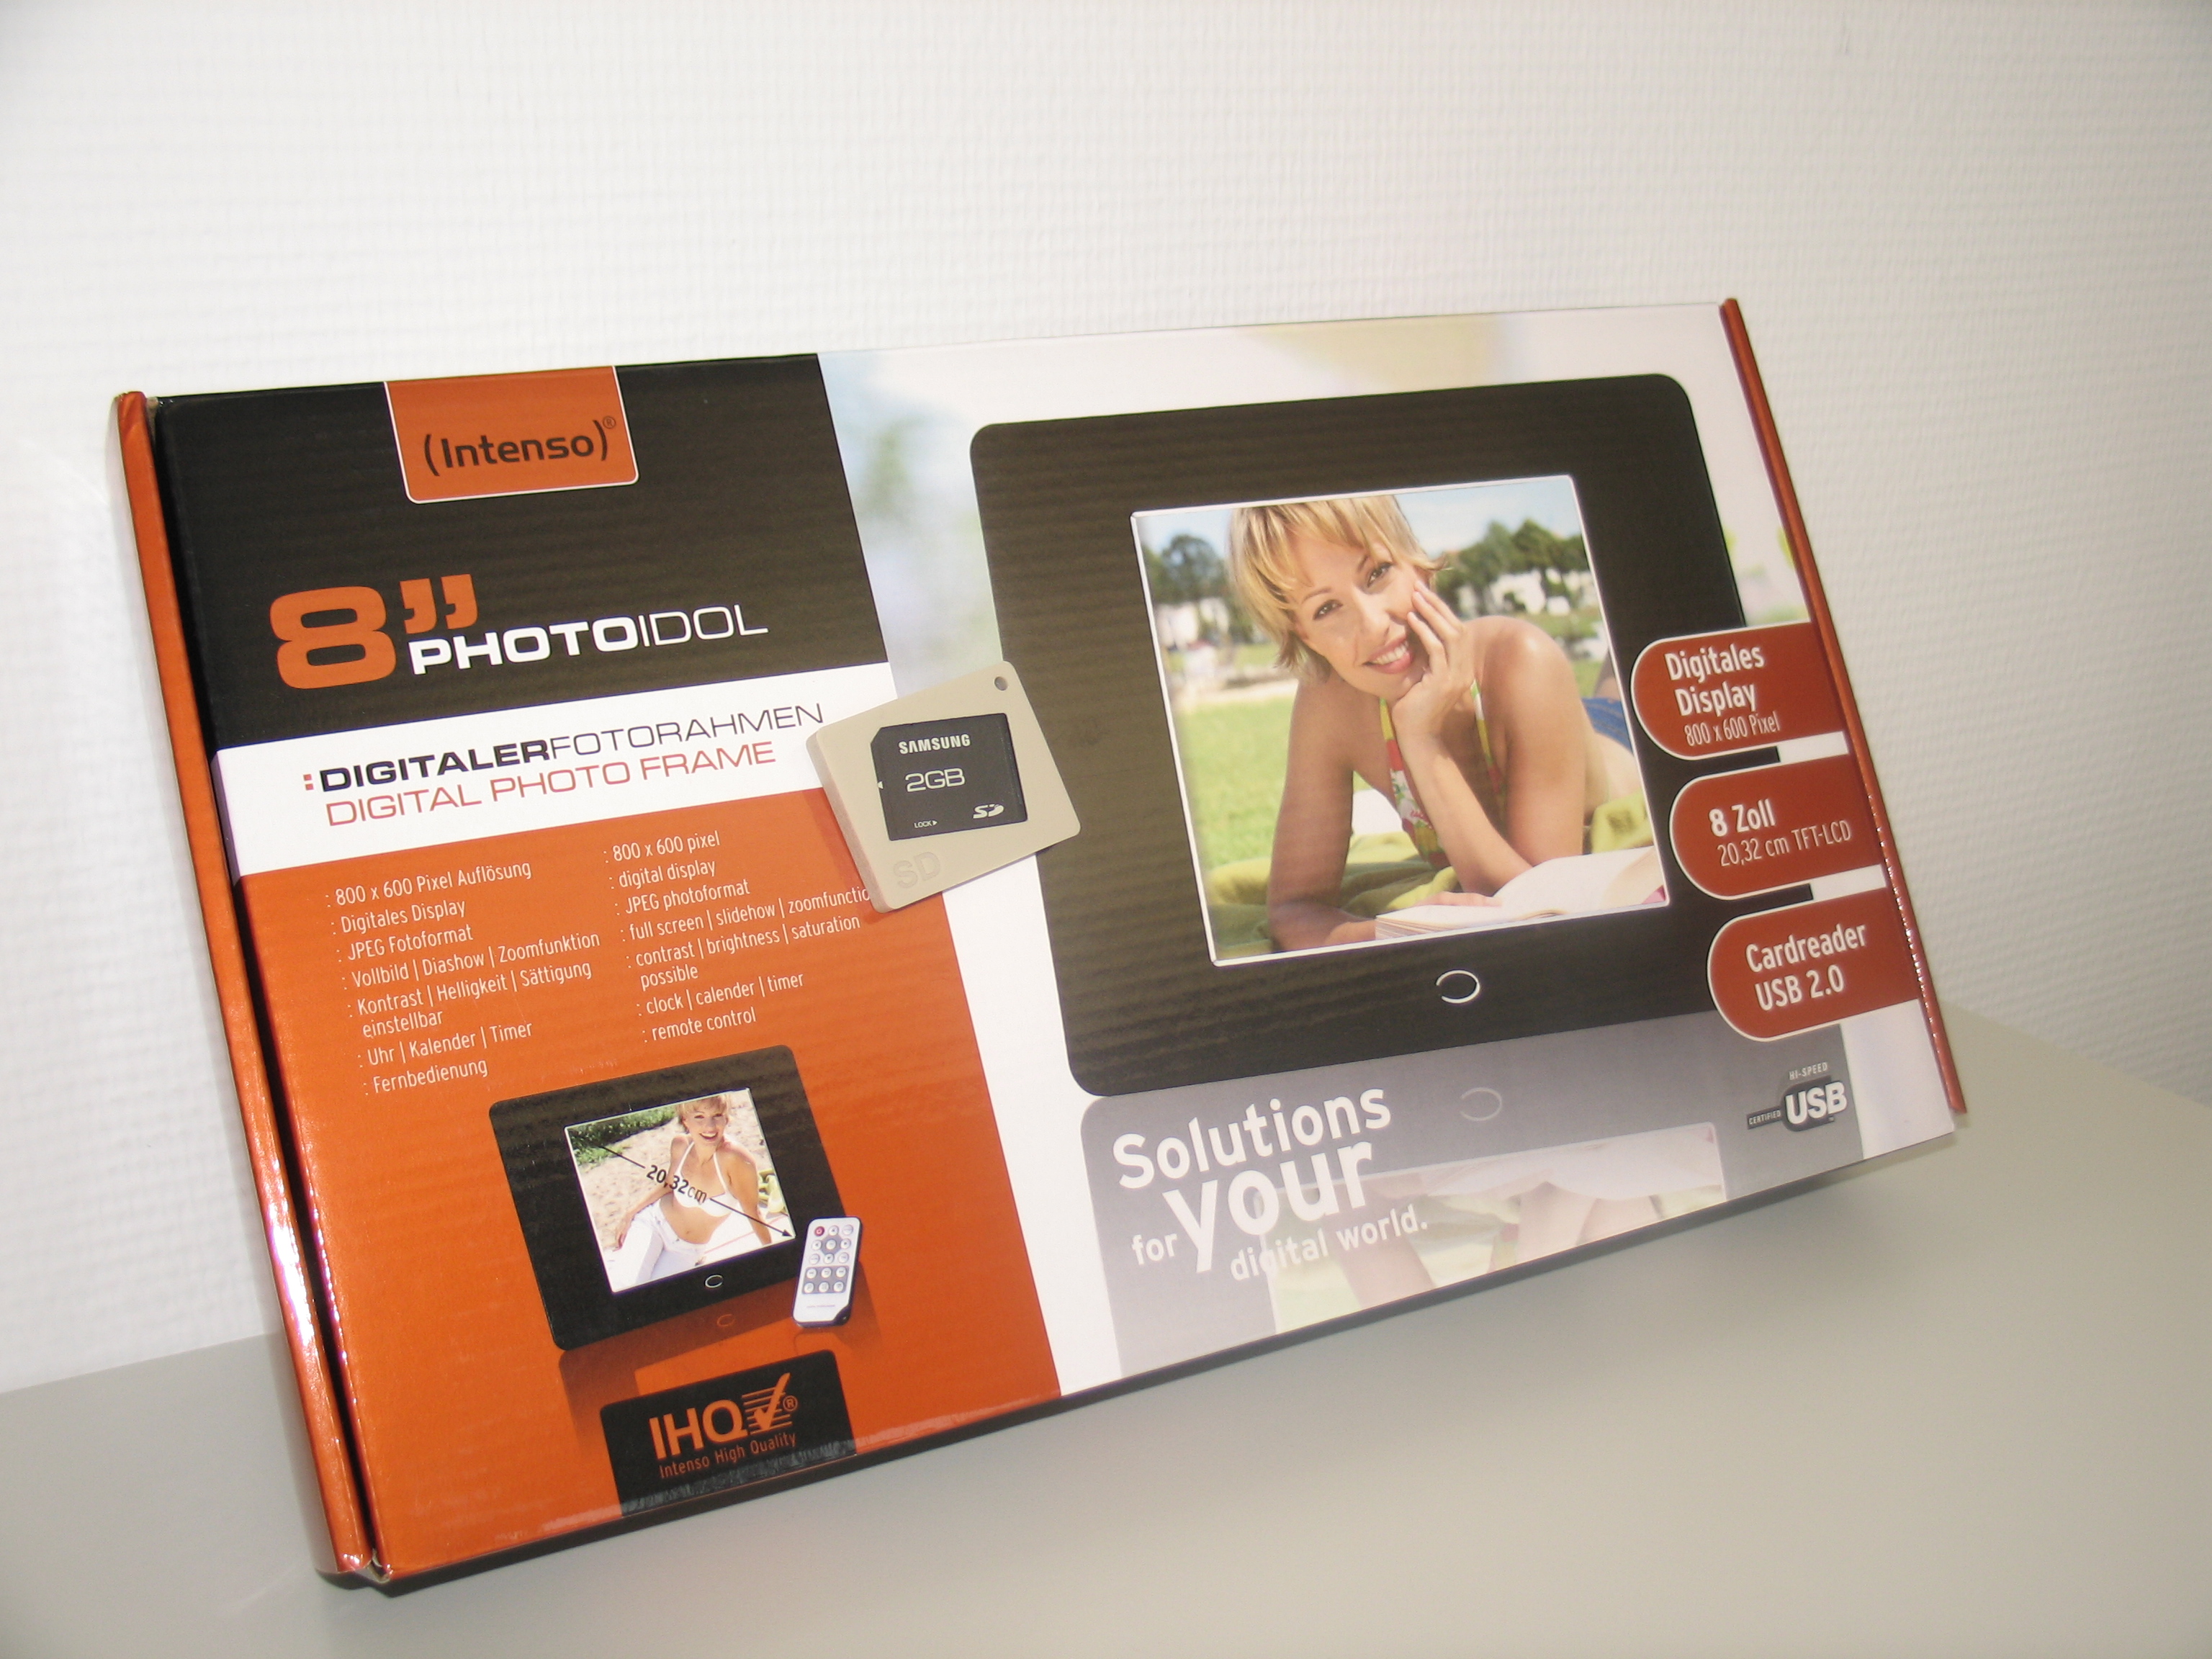 (Intenso)®
8”
PHOTOIDOL
:DIGITALERFOTORAHMEN
DIGITAL PHOTO FRAME
: 800 x 600 Pixel Auflösung
: Digitales Display
: JPEG Fotoformat
: Vollbild | Diashow | Zoomfunktion
: Kontrast | Helligkeit | Sättigung
einstellbar
: Uhr | Kalender | Timer
: Fernbedienung
: 800 x 600 pixel
: digital display
: JPEG photoformat
: full screen | slidehow | zoomfunctio
: contrast | brightness | saturation
possible
: clock | calender | timer
: remote control
20,32cm
IHQ®
Intenso High Quality
SAMSUNG
2GB
LOCK
SD
SD
Digitales
Display
800 x 600 Pixel
8 Zoll
20,32 cm TFT-LCD
Cardreader
USB 2.0
Solutions
for your
digital world.
HI-SPEED
CERTIFIED USB